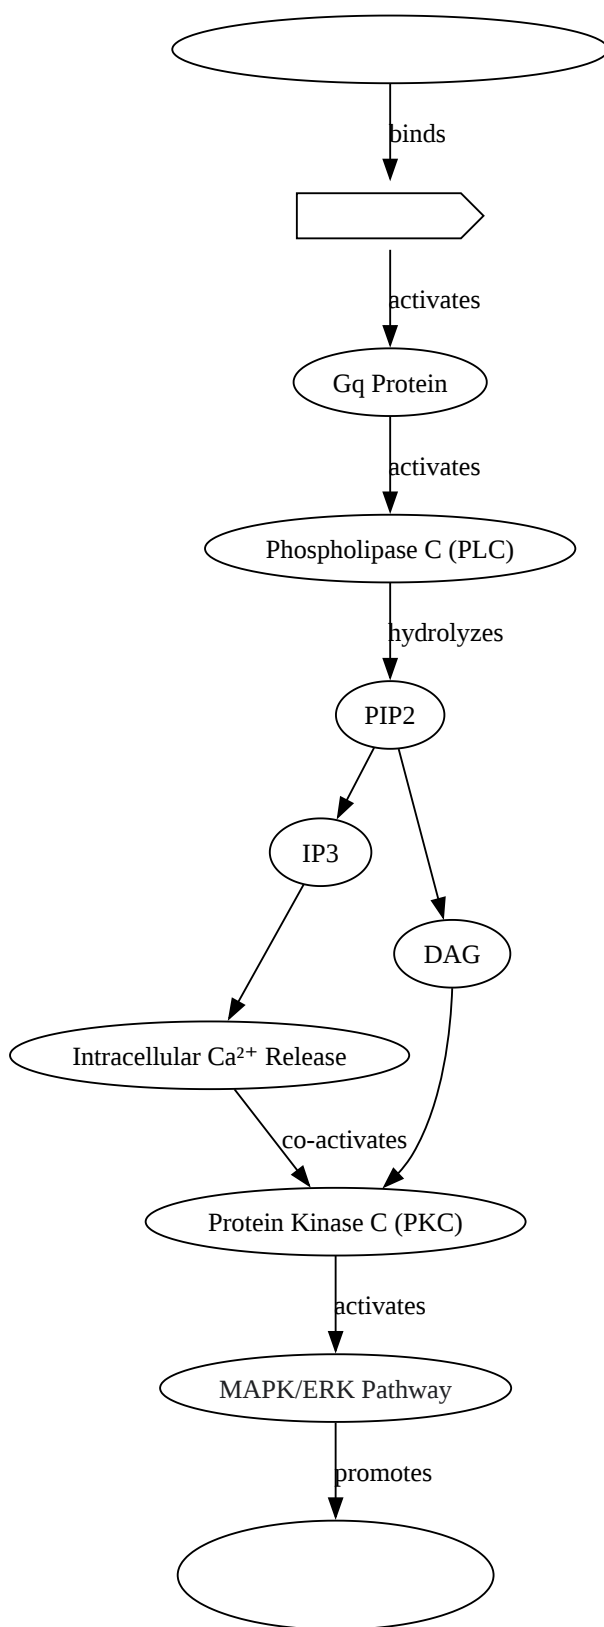 binds
activates
Gq Protein
activates
Phospholipase C (PLC)
hydrolyzes
PIP2
IP3
DAG
Intracellular Ca²⁺ Release
co-activates
Protein Kinase C (PKC)
activates
MAPK/ERK Pathway
promotes